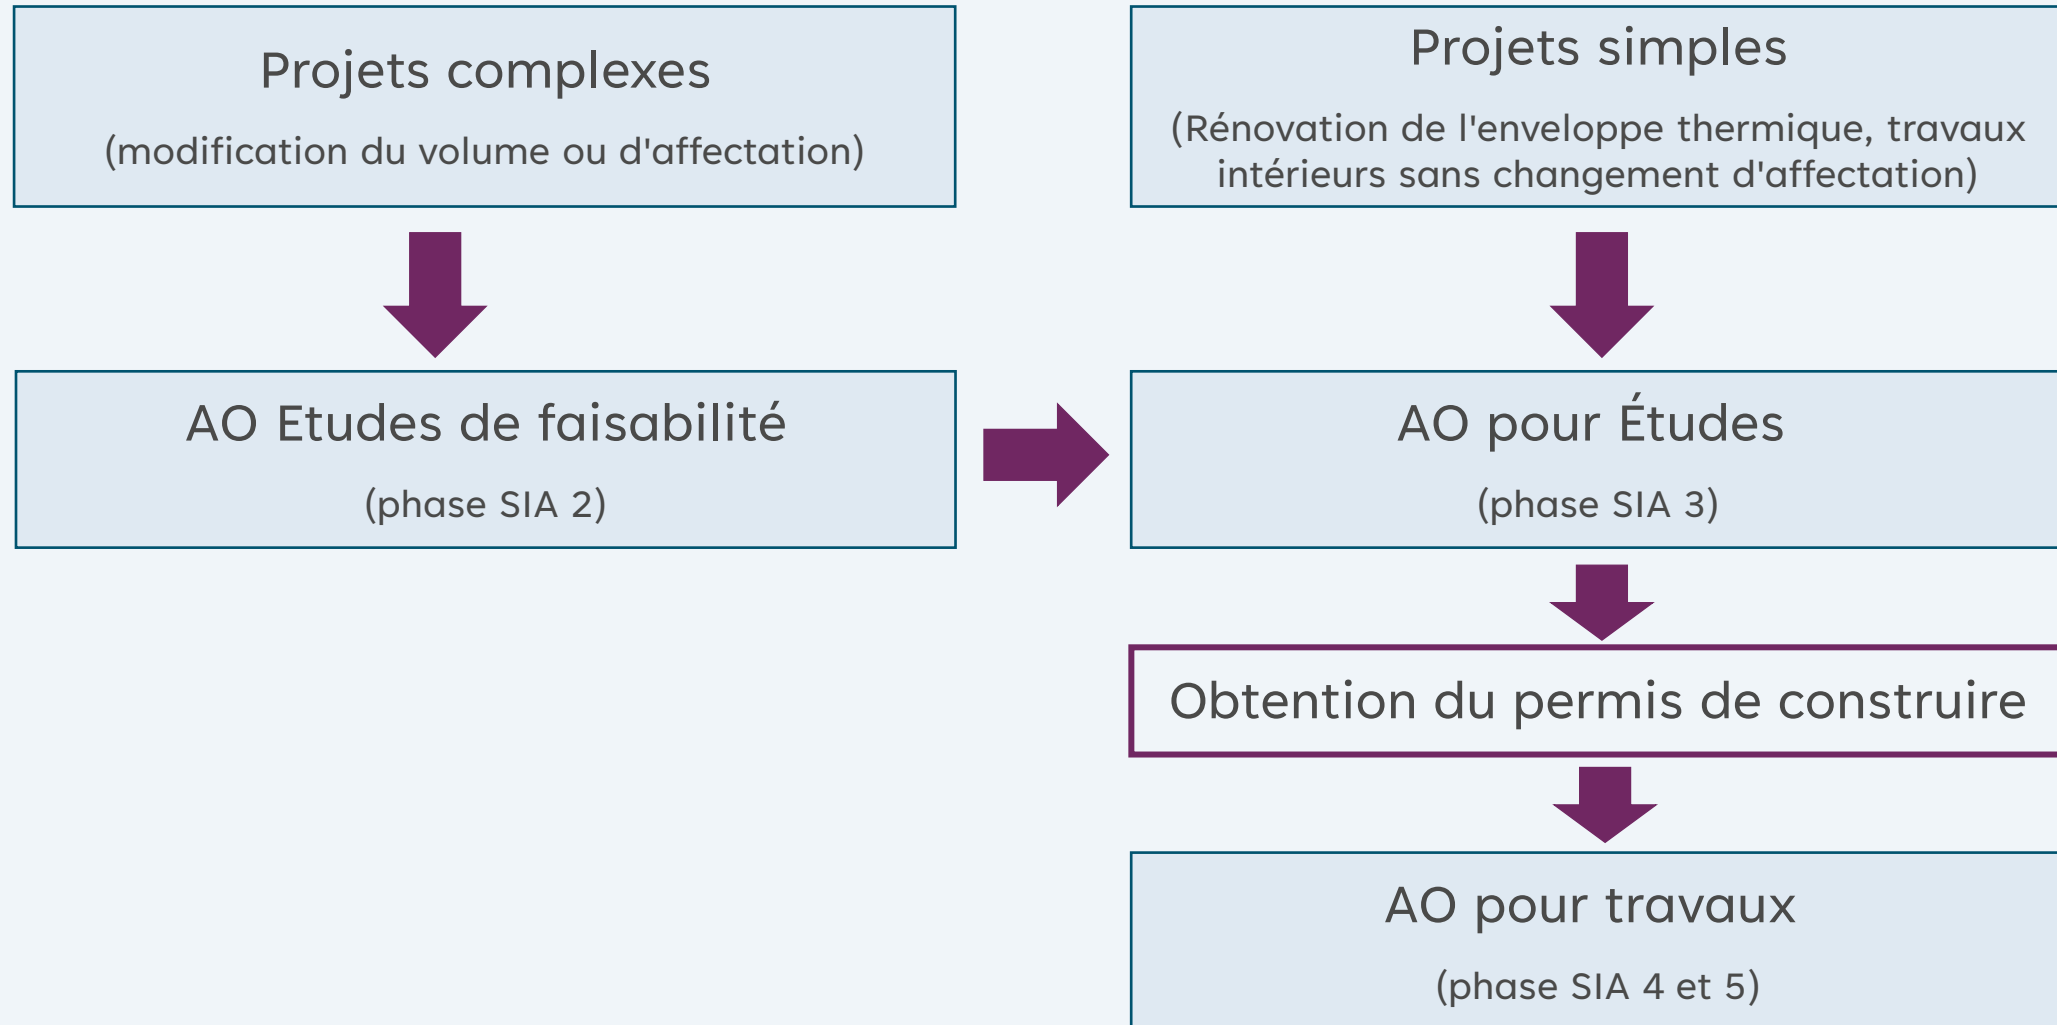 Projets complexes
(modification du volume ou d'affectation)
Projets simples
(Rénovation de l'enveloppe thermique, travaux
intérieurs sans changement d'affectation)
AO Etudes de faisabilité
(phase SIA 2)
AO pour Études
(phase SIA 3)
Obtention du permis de construire
AO pour travaux
(phase SIA 4 et 5)